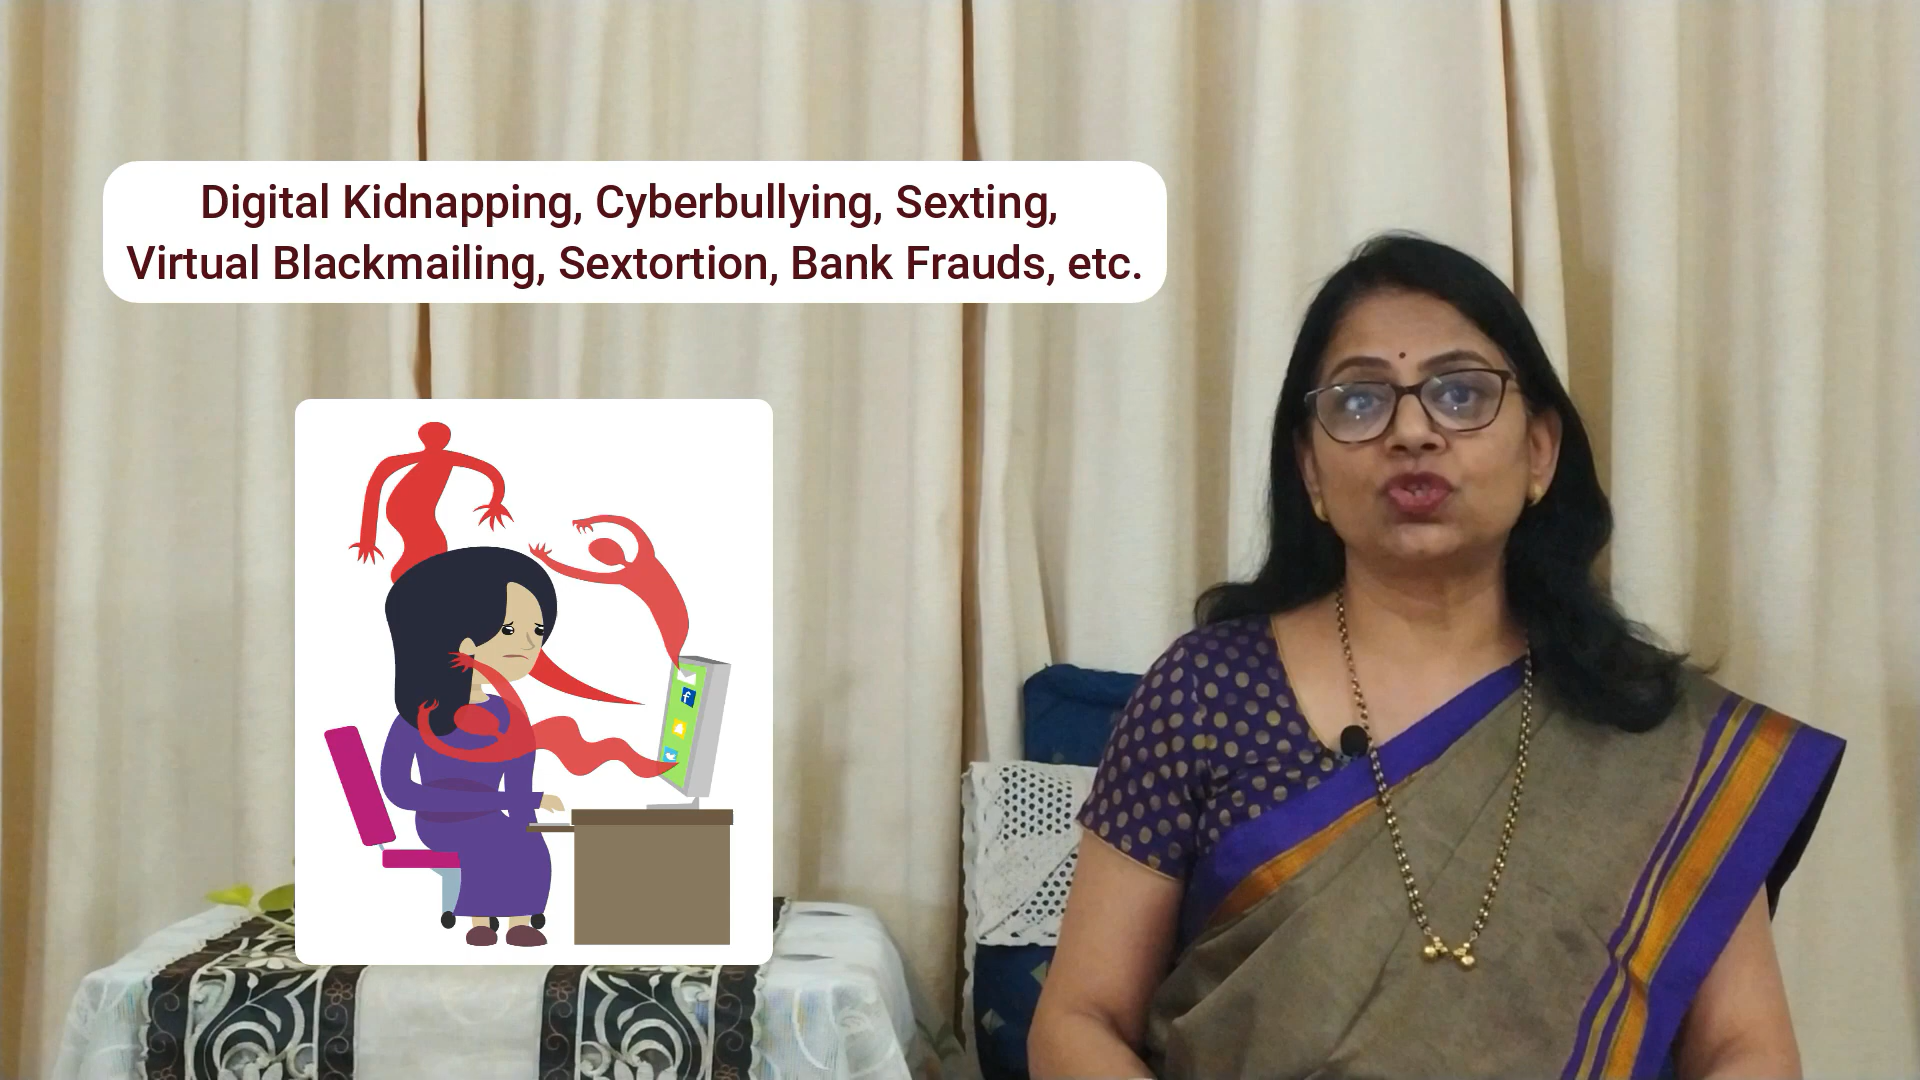 Digital Kidnapping, Cyberbullying, Sexting,
Virtual Blackmailing, Sextortion, Bank Frauds, etc.